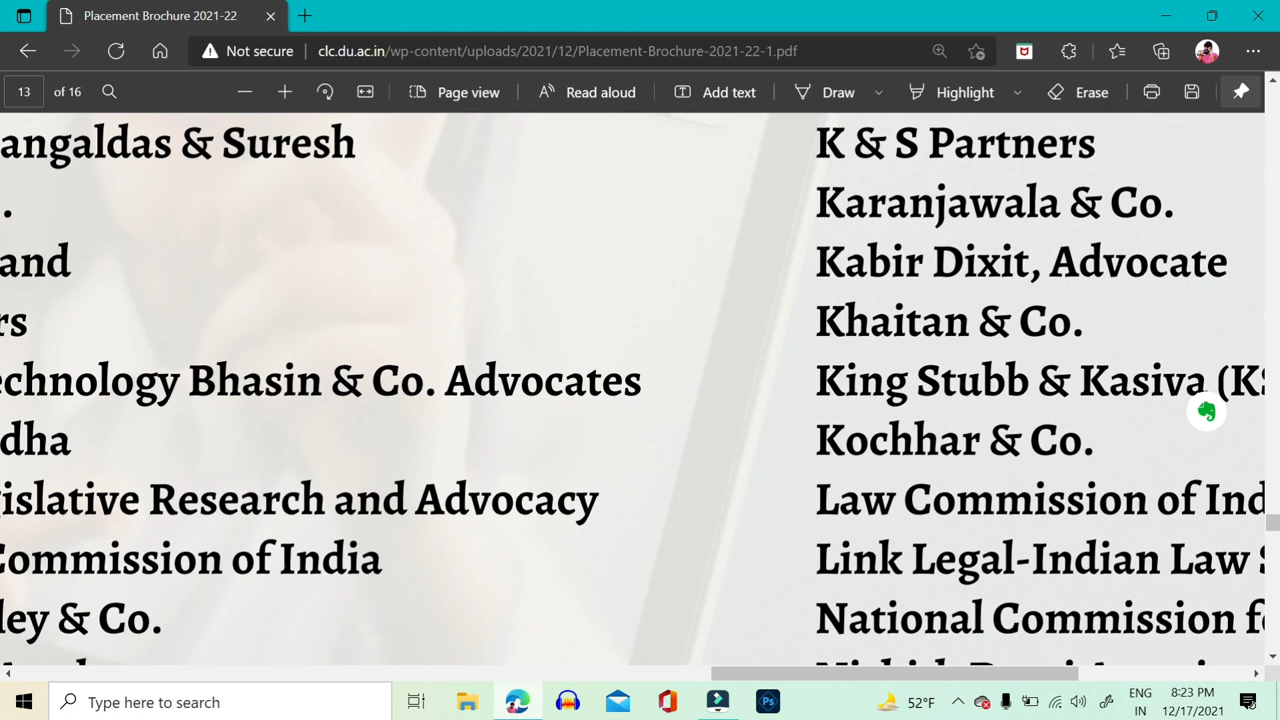 Placement Brochure 2021-22
Not secure
clc.du.ac.in/wp-content/uploads/2021/12/Placement-Brochure-2021-22-1.pdf
13 of 16
Page view
Read aloud
Add text
Draw
Highlight
Erase
angaldas & Suresh
.
and
rs
echnology Bhasin & Co. Advocates
dha
gislative Research and Advocacy
Commission of India
ley & Co.
K & S Partners
Karanjawala & Co.
Kabir Dixit, Advocate
Khaitan & Co.
King Stubb & Kasiva (KS
Kochhar & Co.
Law Commission of Ind
Link Legal-Indian Law S
National Commission fo
Type here to search
Ps
52°F
ENG
IN
8:23 PM
12/17/2021